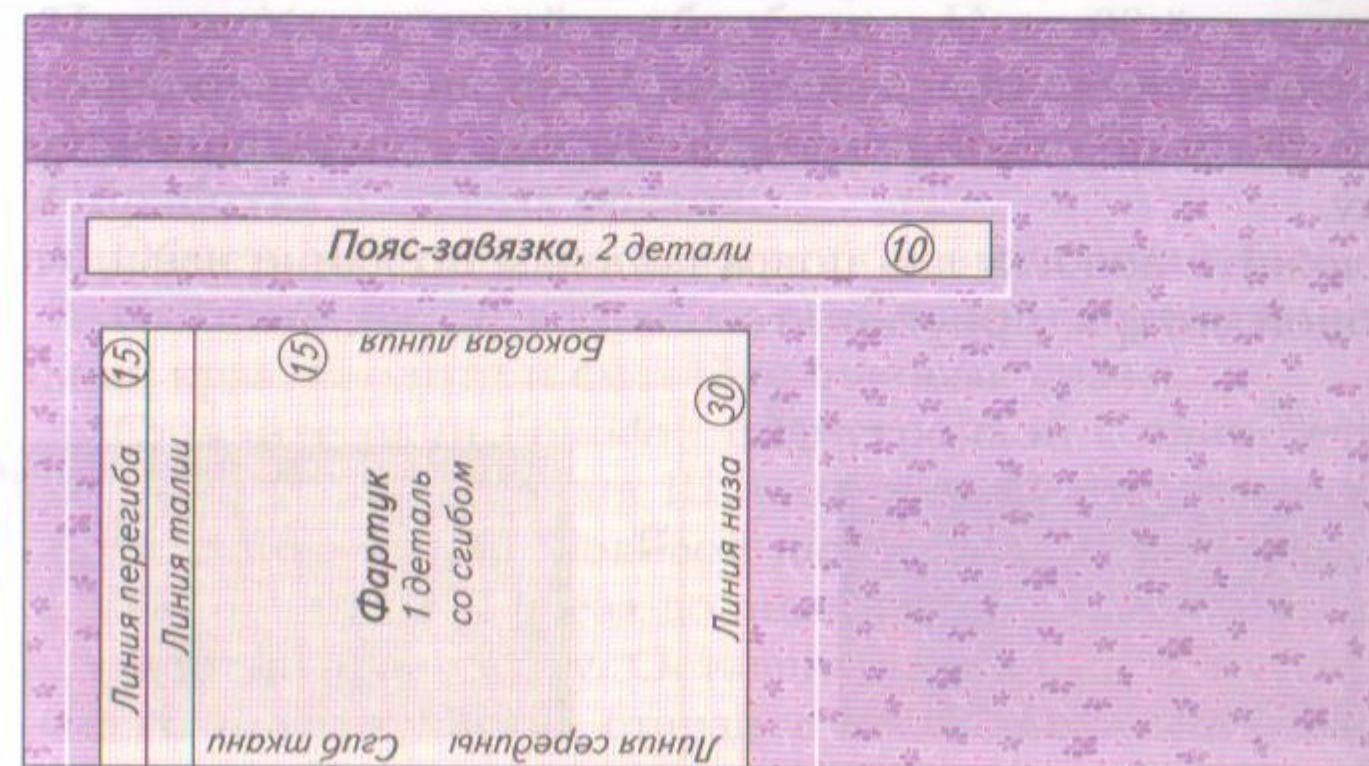 Пояс-завязка, 2 детали 10
15
15
Боковая линия
30
Линия перегиба
Линия талии
Фартук
1 деталь
со сгибом
Линия низа
Сгиб ткани
Линия середины